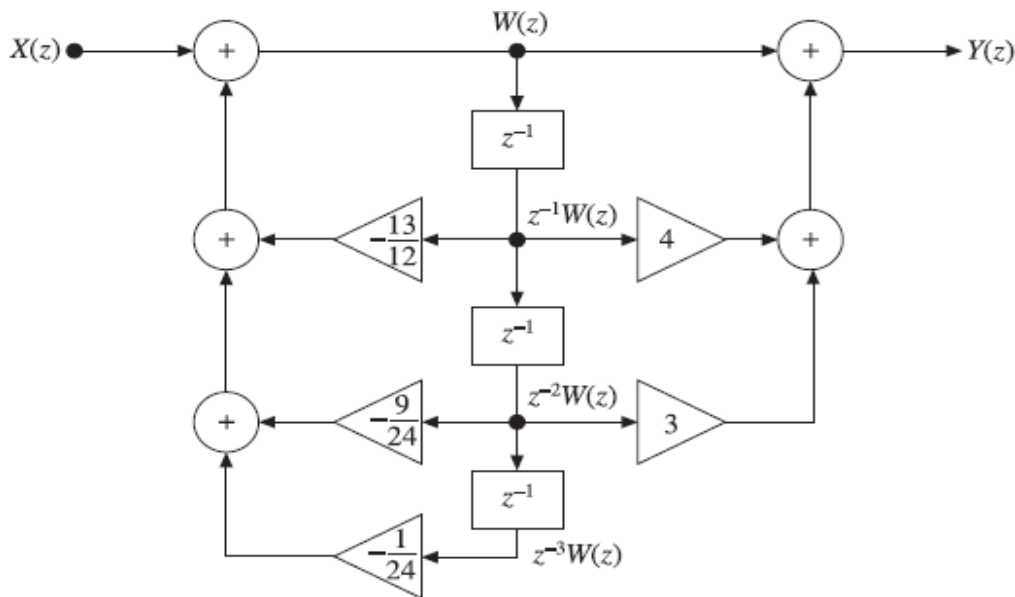 X(z) + W(z) + Y(z)
z⁻¹
+ −13/12 z⁻¹W(z) 4 +
z⁻¹
+ −9/24 z⁻²W(z) 3
z⁻¹
−1/24 z⁻³W(z)